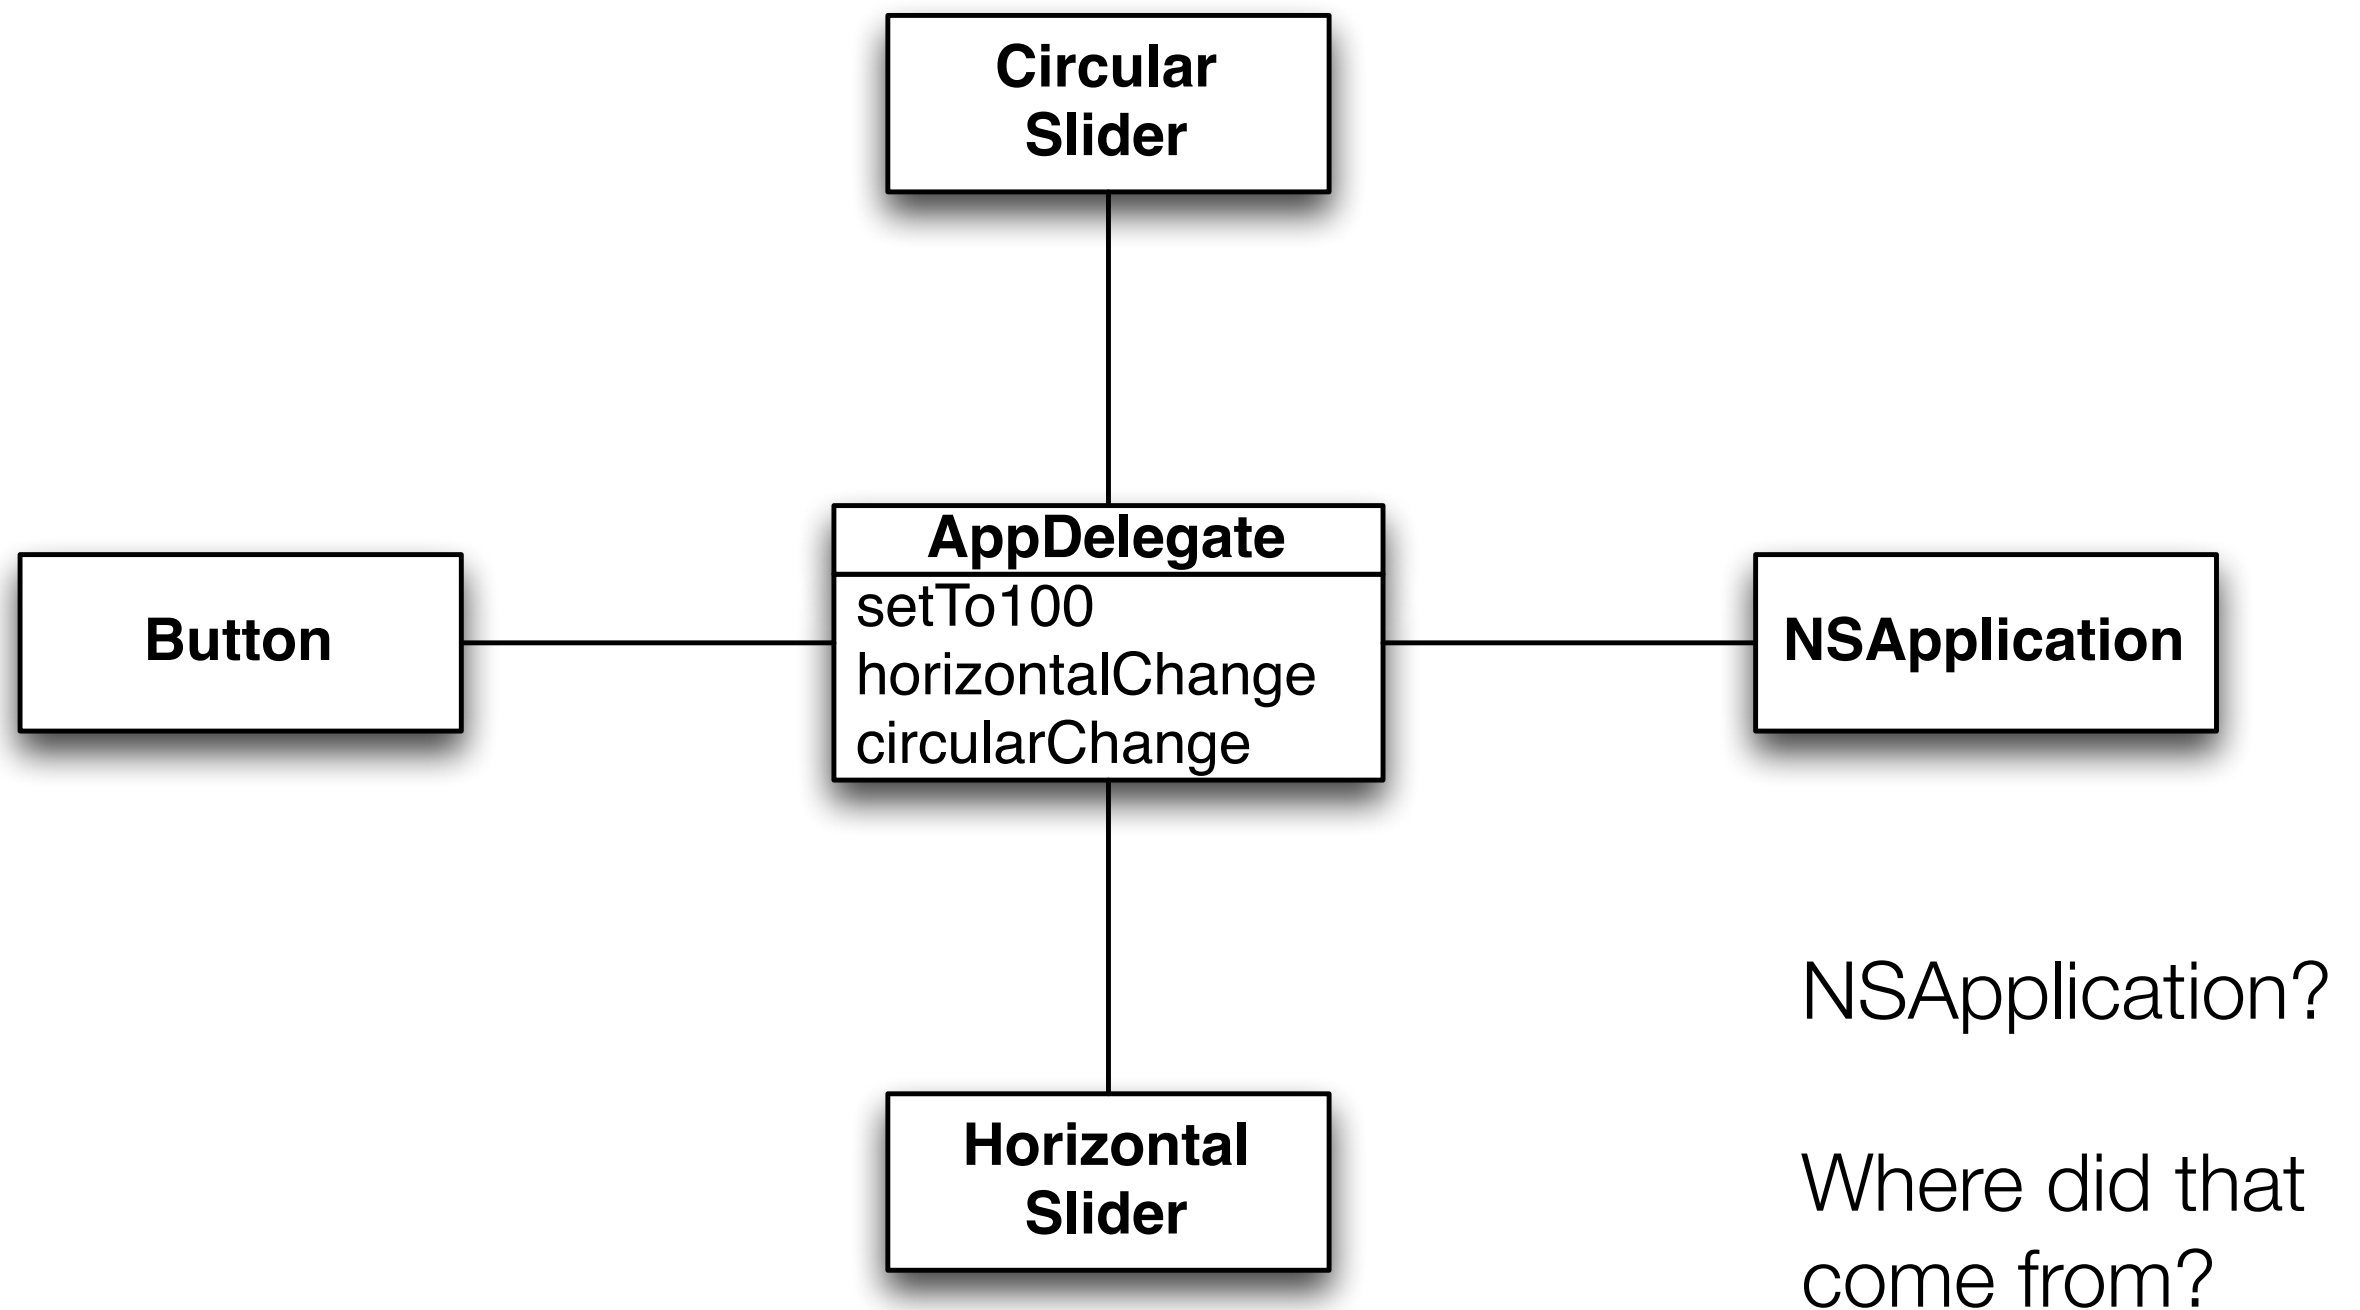 Circular
Slider
AppDelegate
setTo100
horizontalChange
circularChange
Button
NSApplication
Horizontal
Slider
NSApplication?
Where did that
come from?